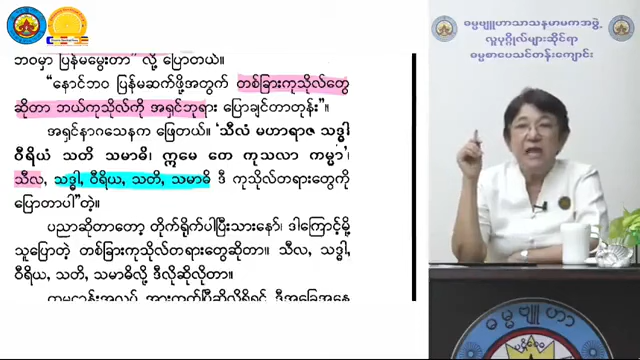 ဘဝမှာ ပြန်မမွေးတာ” လို့ ပြောတယ်။
“နောင်ဘဝ ပြန်မဆက်ဖို့အတွက် တစ်ခြားကုသိုလ်တွေ
ဆိုတာ ဘယ်ကုသိုလ်ကို အရှင်ဘုရား ပြောချင်တာတုန်း”။
အရှင်နာဂသေနက ဖြေတယ်။ ‘သီလံ မဟာရာဇ သဒ္ဓါ
ဝီရိယံ သတိ သမာဓိ၊ ဣမေ တေ ကုသလာ ဓမ္မာ’၊
သီလ, သဒ္ဓါ, ဝီရိယ, သတိ, သမာဓိ ဒီ ကုသိုလ်တရားတွေကို
ပြောတာပါ” တဲ့။
ပညာဆိုတာတော့ တိုက်ရိုက်ပါပြီးသားနော်၊ ဒါကြောင့်မို့
သူပြောတဲ့ တစ်ခြားကုသိုလ်တရားတွေဆိုတာ။ သီလ, သဒ္ဓါ,
ဝီရိယ, သတိ, သမာဓိလို့ ဒီလိုဆိုလိုတာ။
ဓမ္မဗျူဟာသာသနာမာမကအဖွဲ့
လူပုဂ္ဂိုလ်များဆိုင်ရာ
ဓမ္မစာပေသင်တန်းကျောင်း
ဓမ္မဗျူဟာ